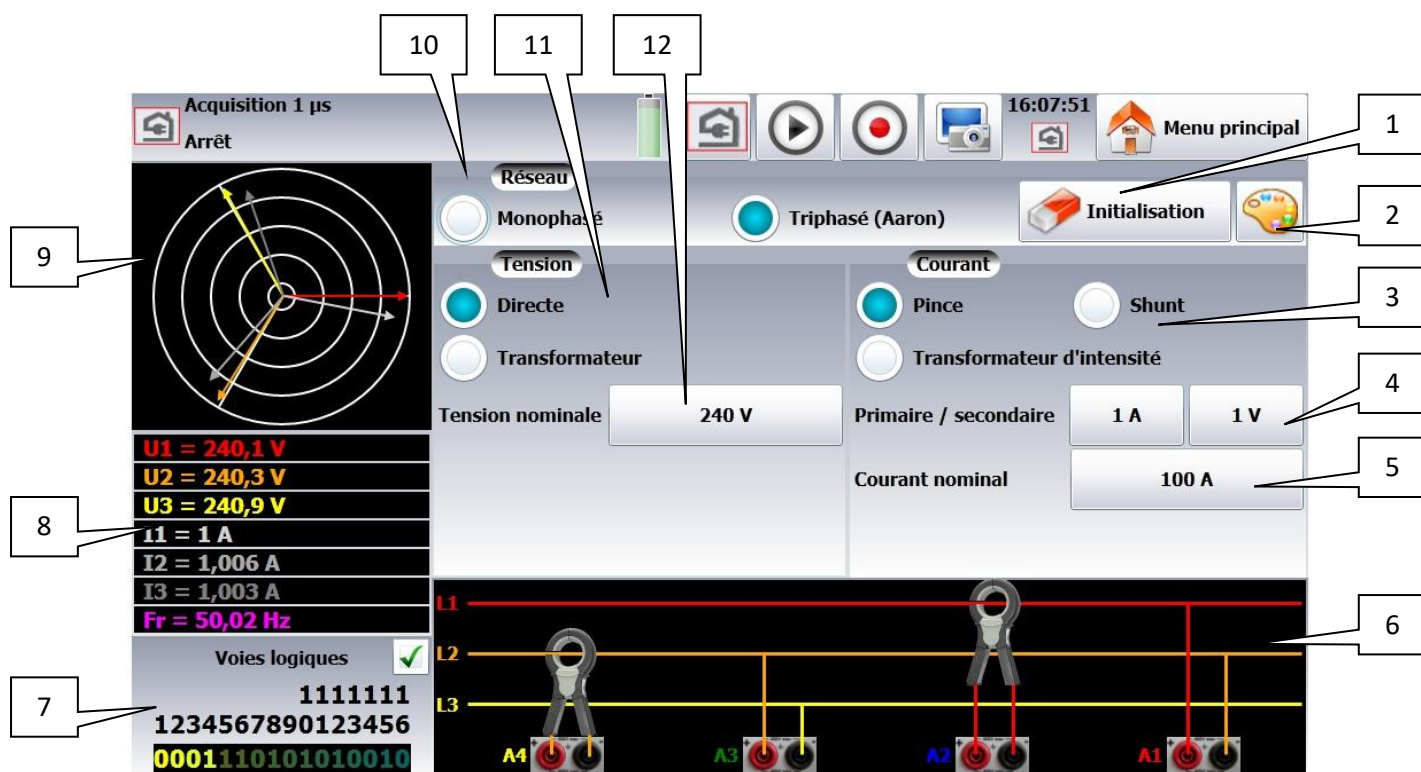 10 11 12
Acquisition 1 µs
Arrêt
16:07:51
Menu principal
1
Réseau
Monophasé
Triphasé (Aaron)
Initialisation
2
9
Tension
Courant
Directe
Pince
Shunt
3
Transformateur
Transformateur d'intensité
4
Tension nominale
240 V
Primaire / secondaire
1 A
1 V
U1 = 240,1 V
U2 = 240,3 V
Courant nominal
100 A
5
U3 = 240,9 V
8
I1 = 1 A
I2 = 1,006 A
I3 = 1,003 A
Fr = 50,02 Hz
L1
6
Voies logiques
L2
1111111
L3
7
1234567890123456
0001110101010010
A4
A3
A2
A1